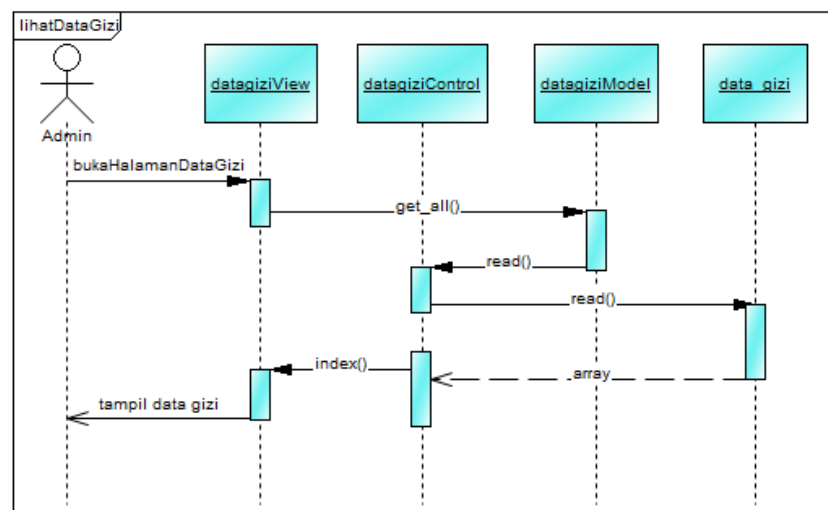 lihatDataGizi
datagiziView
datagiziControl
datagiziModel
data_gizi
Admin
bukaHalamanDataGizi
get_all()
read()
read()
index()
array
tampil data gizi